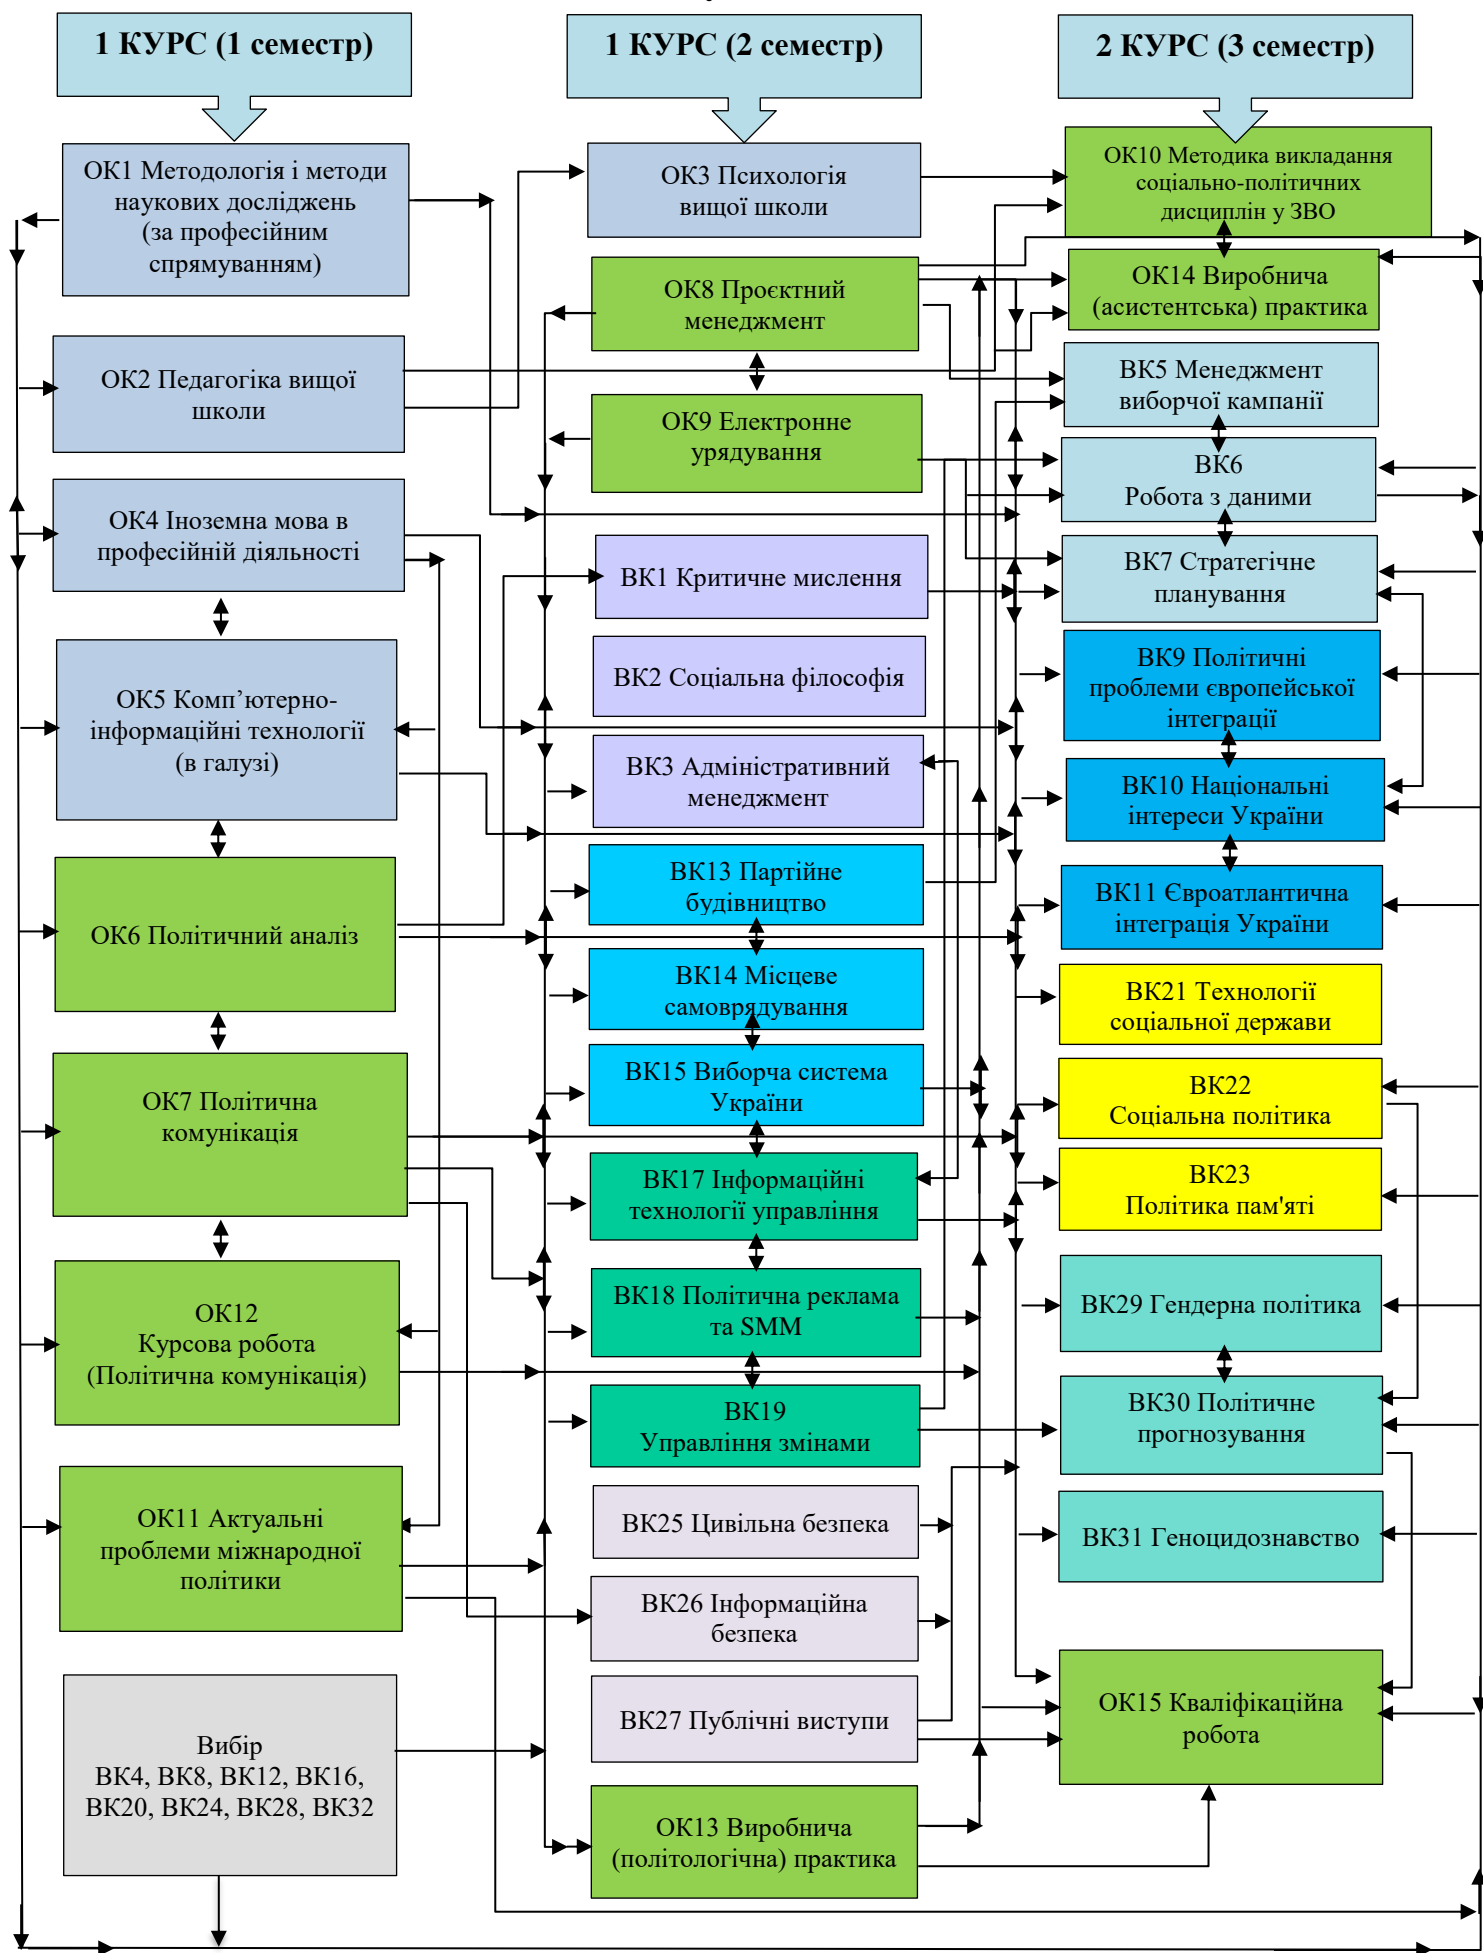 1 КУРС (1 семестр)
ОК1 Методологія і методи
наукових досліджень
(за професійним
спрямуванням)
ОК2 Педагогіка вищої
школи
ОК4 Іноземна мова в
професійній діяльності
ОК5 Комп’ютерно-
інформаційні технології
(в галузі)
ОК6 Політичний аналіз
ОК7 Політична
комунікація
ОК12
Курсова робота
(Політична комунікація)
ОК11 Актуальні
проблеми міжнародної
політики
Вибір
ВК4, ВК8, ВК12, ВК16,
ВК20, ВК24, ВК28, ВК32
1 КУРС (2 семестр)
ОК3 Психологія
вищої школи
ОК8 Проєктний
менеджмент
ОК9 Електронне
урядування
ВК1 Критичне мислення
ВК2 Соціальна філософія
ВК3 Адміністративний
менеджмент
ВК13 Партійне
будівництво
ВК14 Місцеве
самоврядування
ВК15 Виборча система
України
ВК17 Інформаційні
технології управління
ВК18 Політична реклама
та SMM
ВК19
Управління змінами
ВК25 Цивільна безпека
ВК26 Інформаційна
безпека
ВК27 Публічні виступи
ОК13 Виробнича
(політологічна) практика
2 КУРС (3 семестр)
ОК10 Методика викладання
соціально-політичних
дисциплін у ЗВО
ОК14 Виробнича
(асистентська) практика
ВК5 Менеджмент
виборчої кампанії
ВК6
Робота з даними
ВК7 Стратегічне
планування
ВК9 Політичні
проблеми європейської
інтеграції
ВК10 Національні
інтереси України
ВК11 Євроатлантична
інтеграція України
ВК21 Технології
соціальної держави
ВК22
Соціальна політика
ВК23
Політика пам'яті
ВК29 Гендерна політика
ВК30 Політичне
прогнозування
ВК31 Геноцидознавство
ОК15 Кваліфікаційна
робота